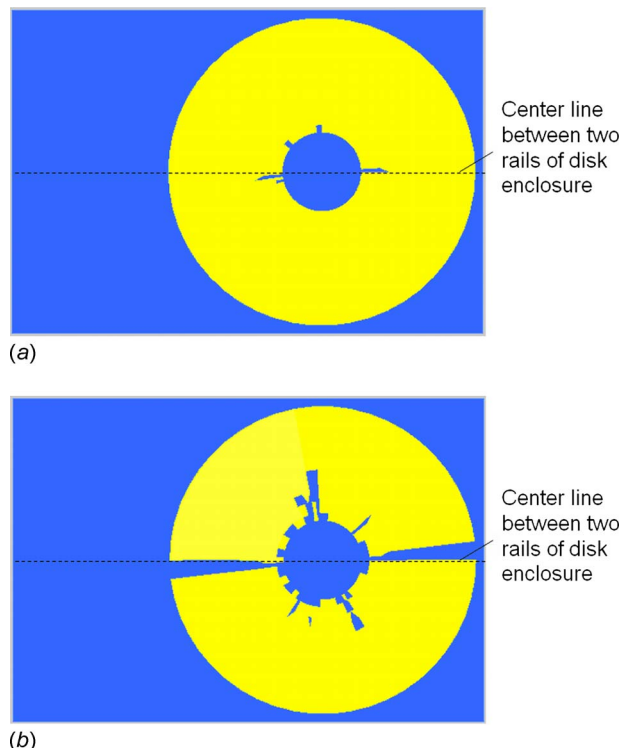 Center line
between two
rails of disk
enclosure
(a)
Center line
between two
rails of disk
enclosure
(b)